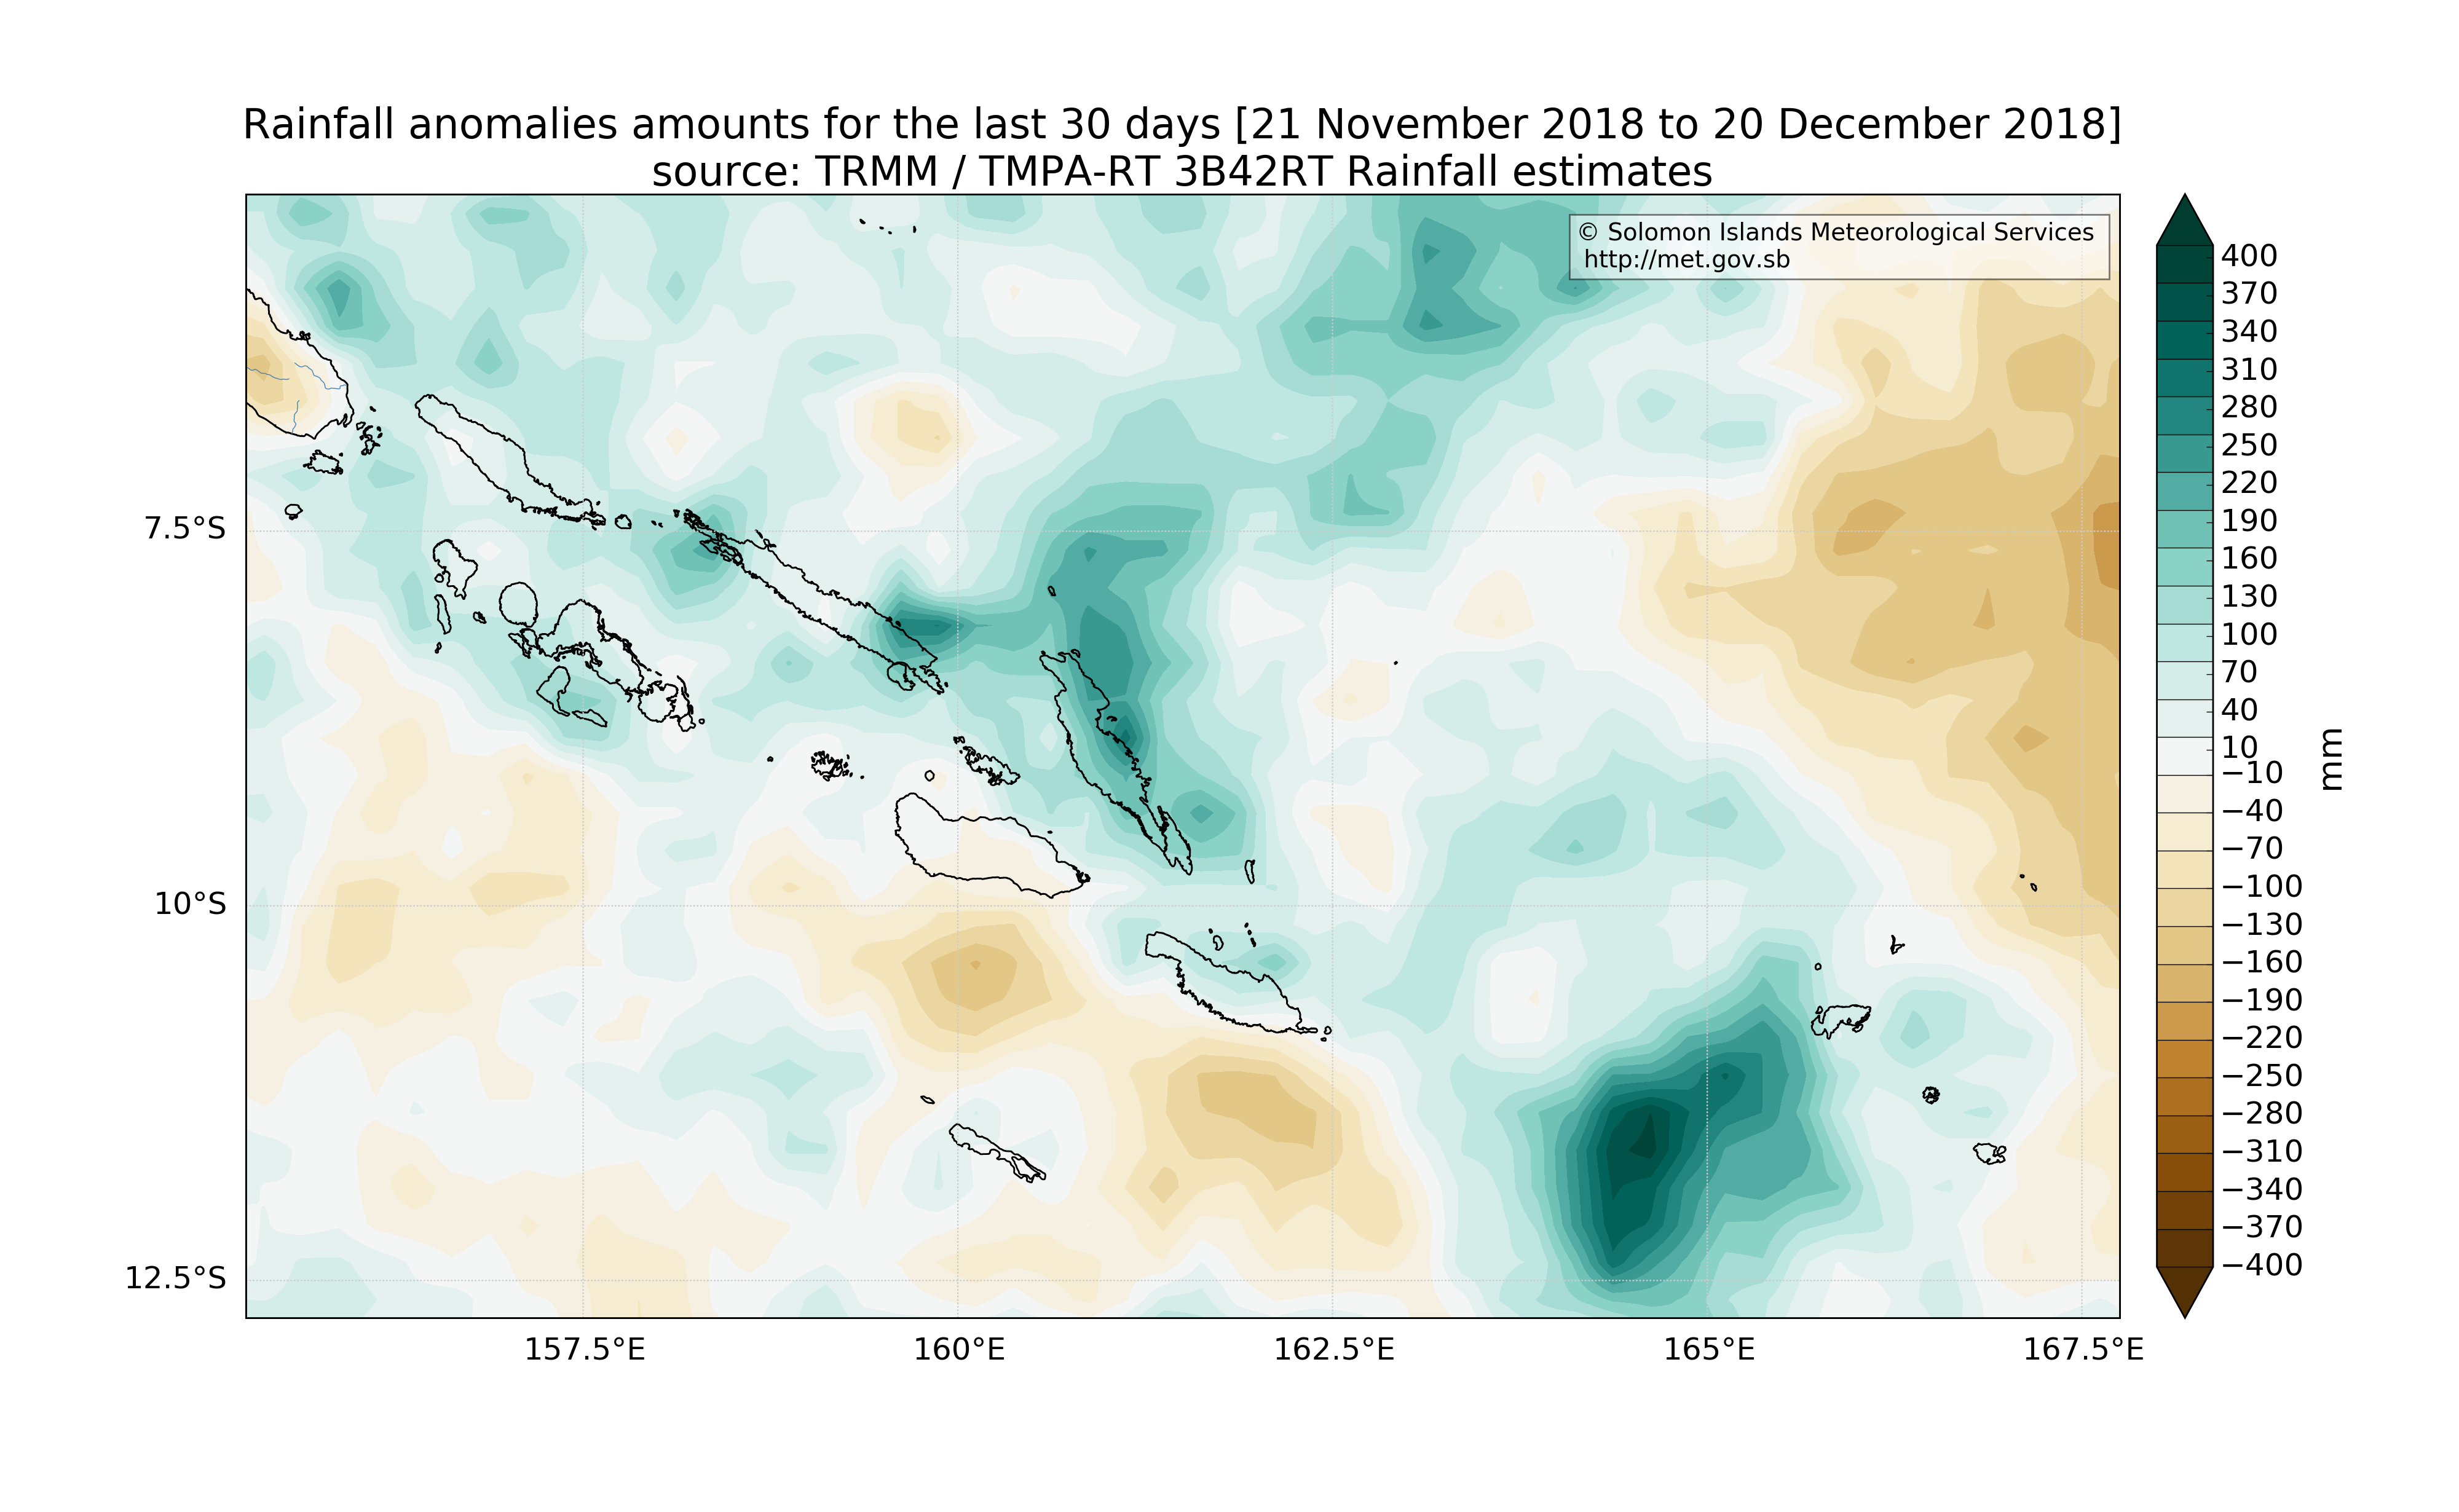 Rainfall anomalies amounts for the last 30 days [21 November 2018 to 20 December 2018]
source: TRMM / TMPA-RT 3B42RT Rainfall estimates
© Solomon Islands Meteorological Services
http://met.gov.sb
7.5°S
10°S
12.5°S
157.5°E
160°E
162.5°E
165°E
167.5°E
400
370
340
310
280
250
220
190
160
130
100
70
40
10
−10
−40
−70
−100
−130
−160
−190
−220
−250
−280
−310
−340
−370
−400
mm